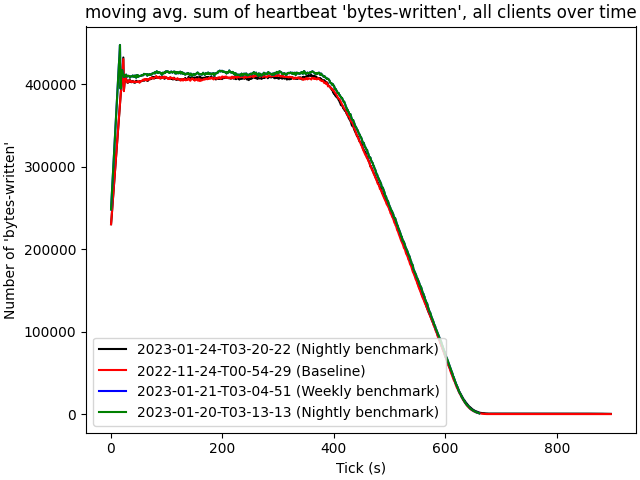 moving avg. sum of heartbeat 'bytes-written', all clients over time
Number of 'bytes-written'
400000
300000
200000
100000
0
2023-01-24-T03-20-22 (Nightly benchmark)
2022-11-24-T00-54-29 (Baseline)
2023-01-21-T03-04-51 (Weekly benchmark)
2023-01-20-T03-13-13 (Nightly benchmark)
0 200 400 600 800
Tick (s)